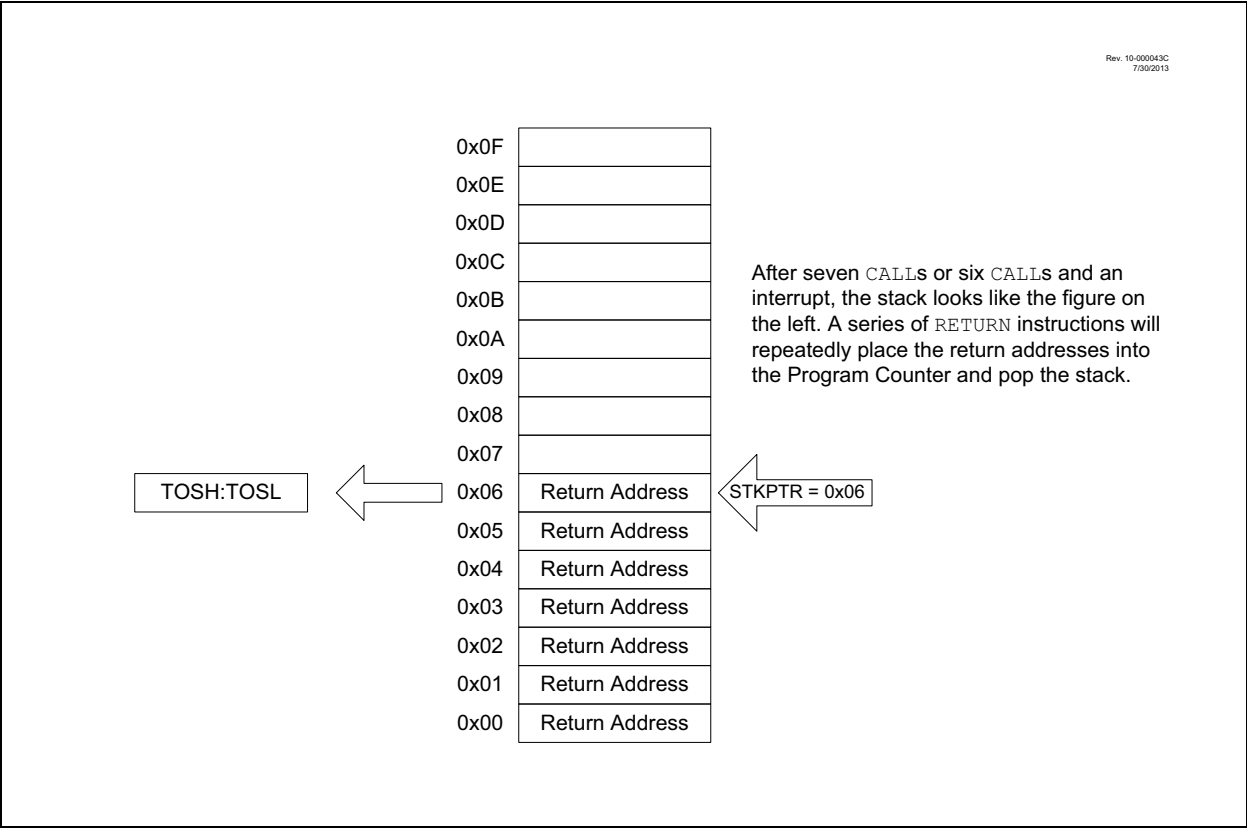 Rev. 10-000043C
7/30/2013
0x0F
0x0E
0x0D
0x0C
0x0B
0x0A
0x09
0x08
0x07
After seven CALLs or six CALLs and an
interrupt, the stack looks like the figure on
the left. A series of RETURN instructions will
repeatedly place the return addresses into
the Program Counter and pop the stack.
TOSH:TOSL 0x06 Return Address STKPTR = 0x06
0x05 Return Address
0x04 Return Address
0x03 Return Address
0x02 Return Address
0x01 Return Address
0x00 Return Address